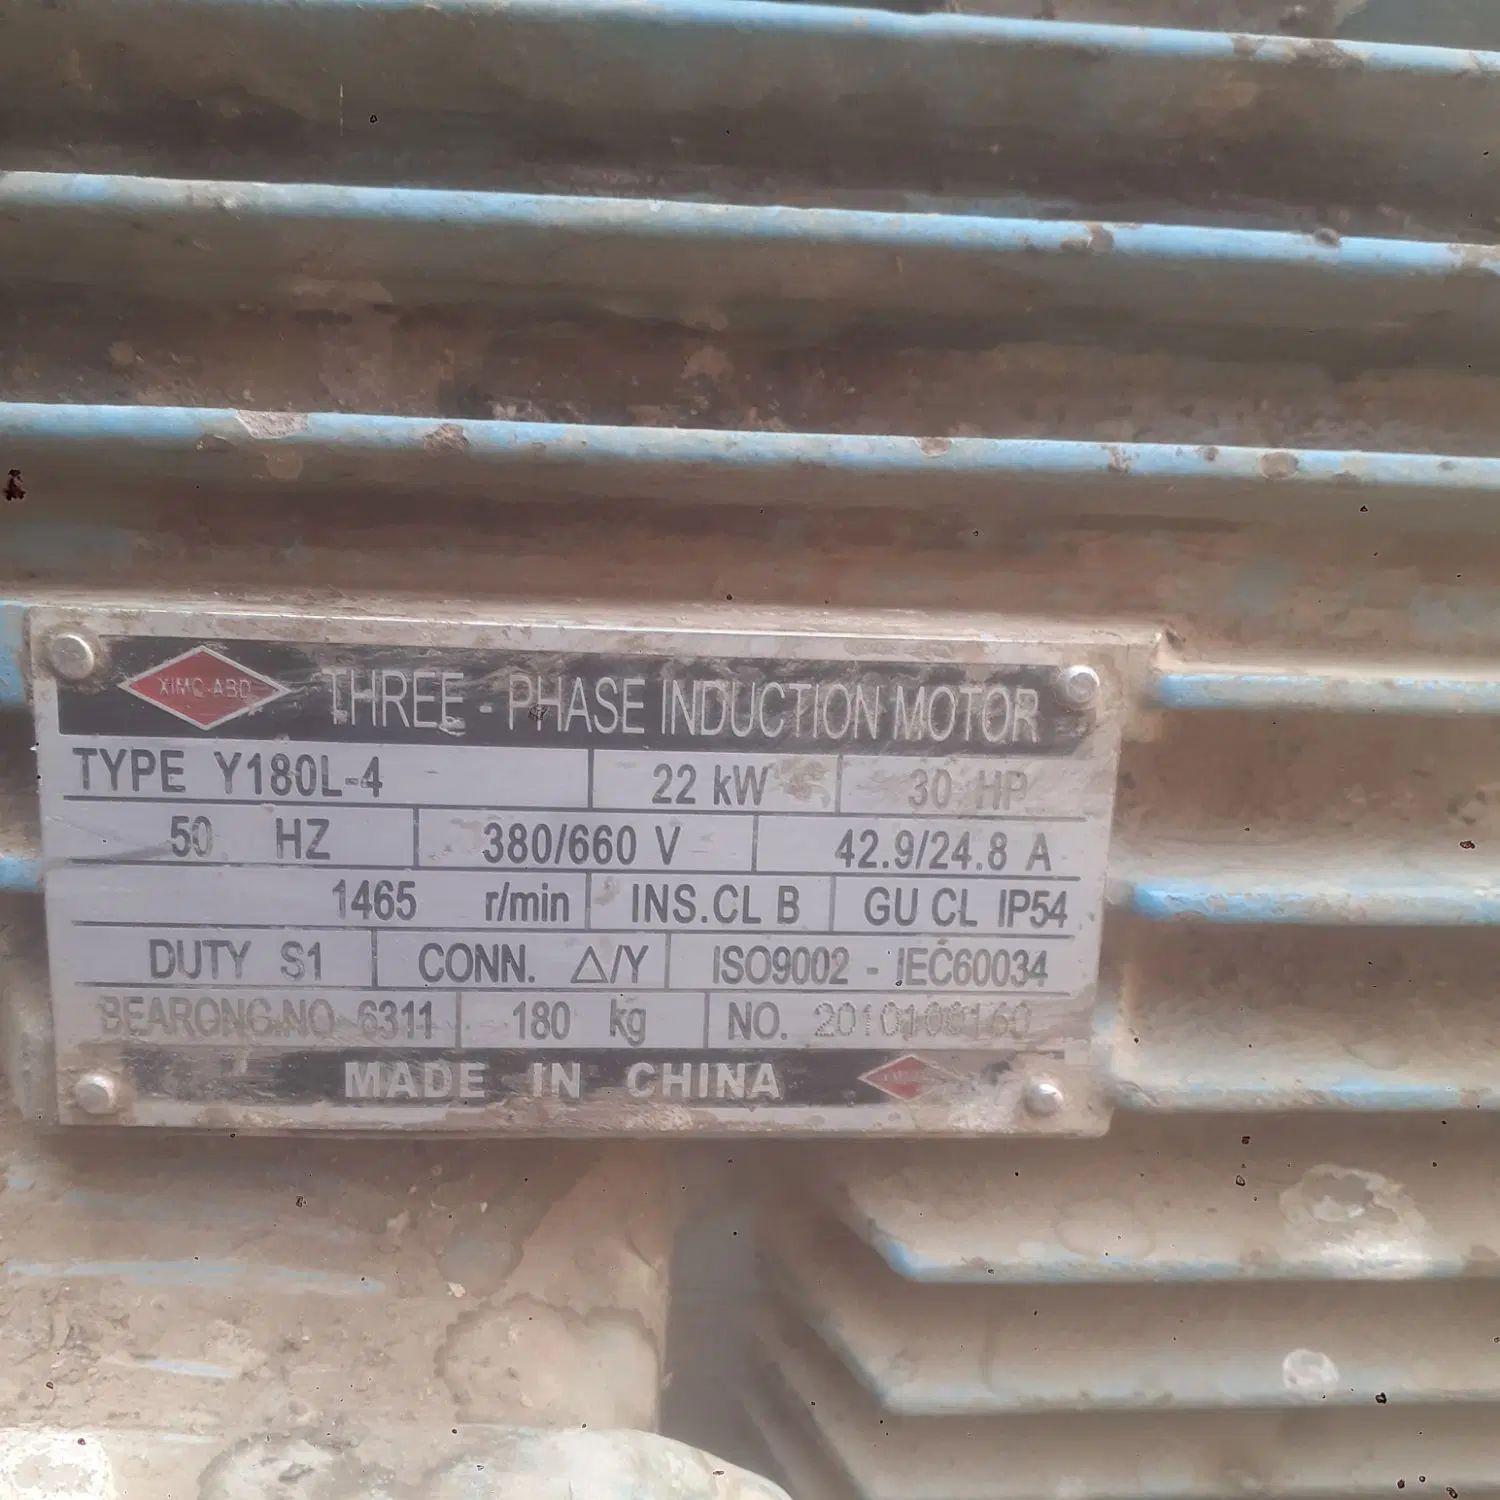 XIMQ-ABD THREE - PHASE INDUCTION MOTOR
TYPE Y180L-4 22 kW 30 HP
50 HZ 380/660 V 42.9/24.8 A
1465 r/min INS.CL B GU CL IP54
DUTY S1 CONN. △/Y ISO9002 - IEC60034
BEARONG.NO 6311 180 kg NO. 2010108160
MADE IN CHINA